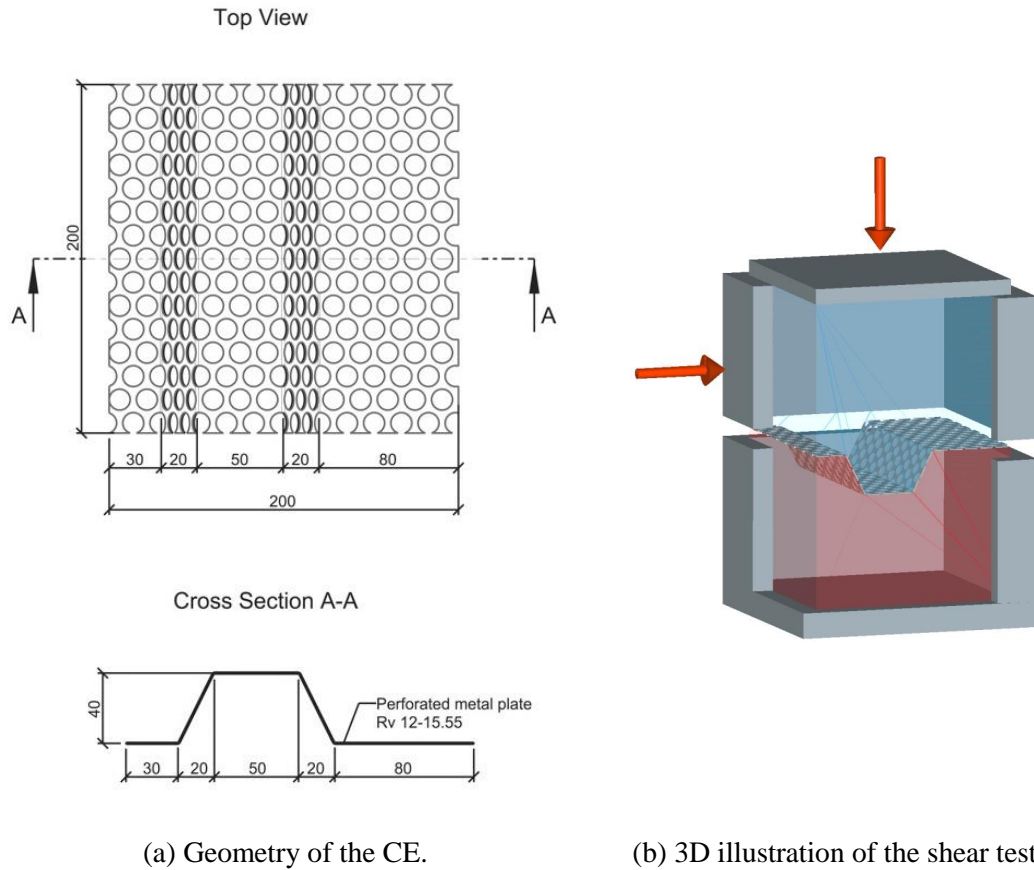 Top View
200
A
A
30
20
50
20
80
200
Cross Section A-A
40
Perforated metal plate
Rv 12-15.55
30
20
50
20
80
(a) Geometry of the CE.
(b) 3D illustration of the shear test